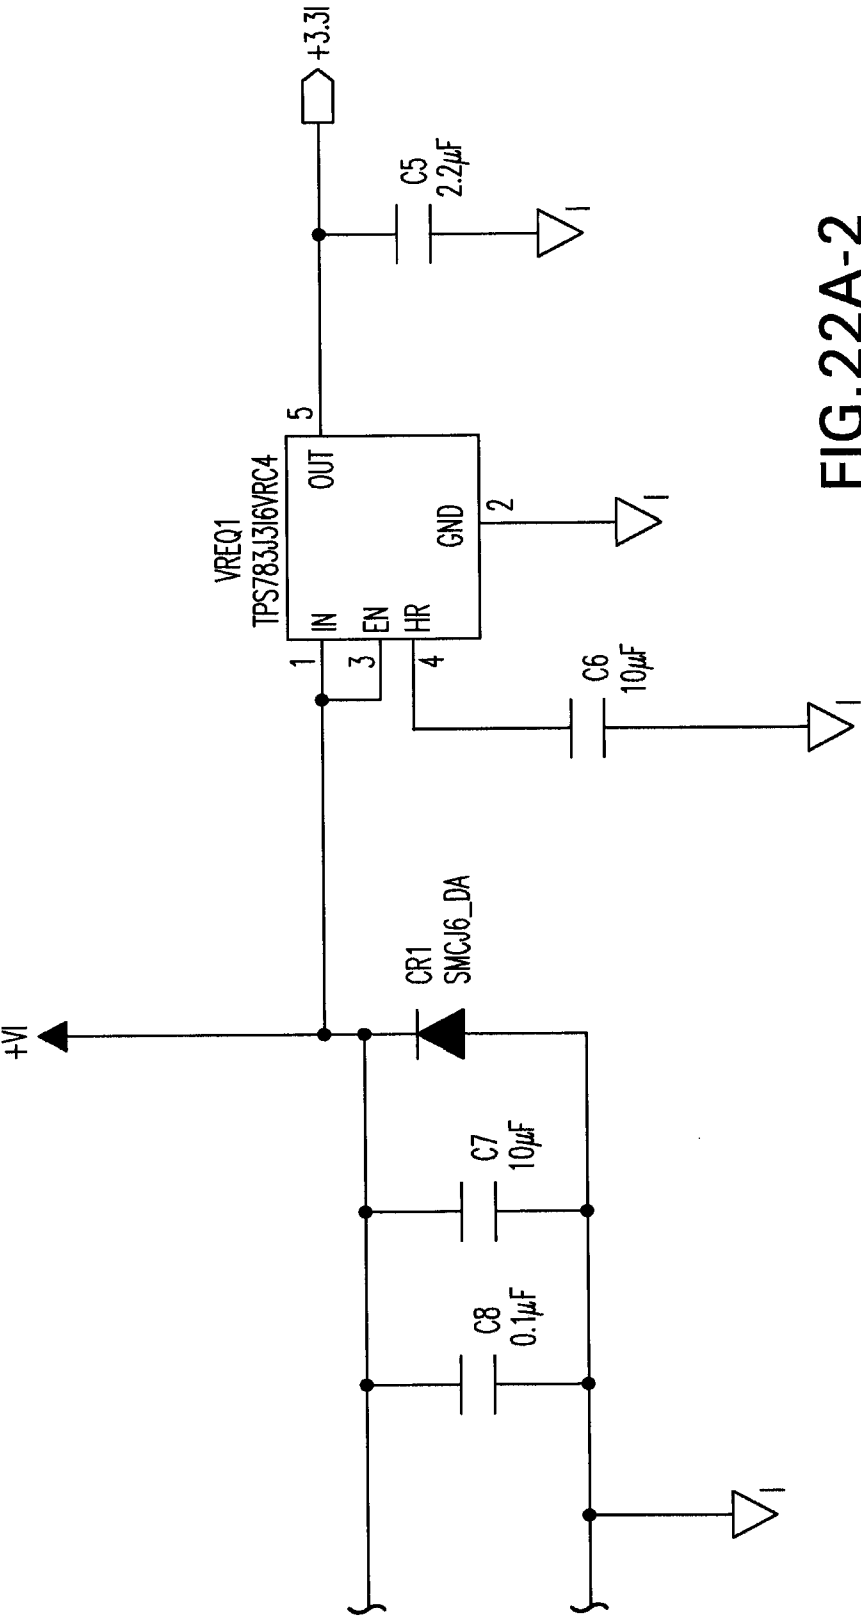 +VI
+3.3I
C5
2.2µF
VREQ1
TPS783J3I6VRC4
5
OUT
1
IN
3
EN
4
HR
GND
2
I
C6
10µF
I
I
CR1
SMCJ6_DA
C7
10µF
C8
0.1µF
I
FIG.22A-2